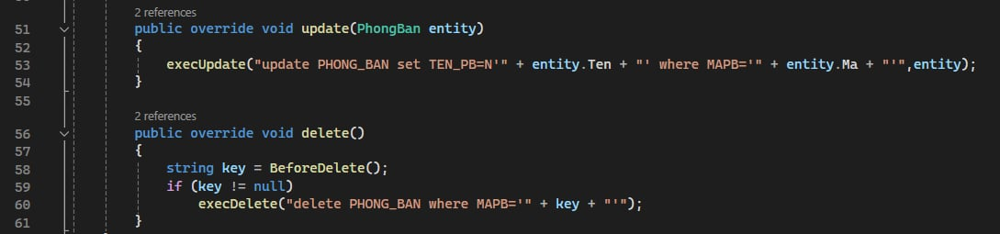 2 references
51 public override void update(PhongBan entity)
52 {
53 execUpdate("update PHONG_BAN set TEN_PB=N'" + entity.Ten + "' where MAPB='" + entity.Ma + "'",entity);
54 }
55
2 references
56 public override void delete()
57 {
58 string key = BeforeDelete();
59 if (key != null)
60 execDelete("delete PHONG_BAN where MAPB='" + key + "'");
61 }